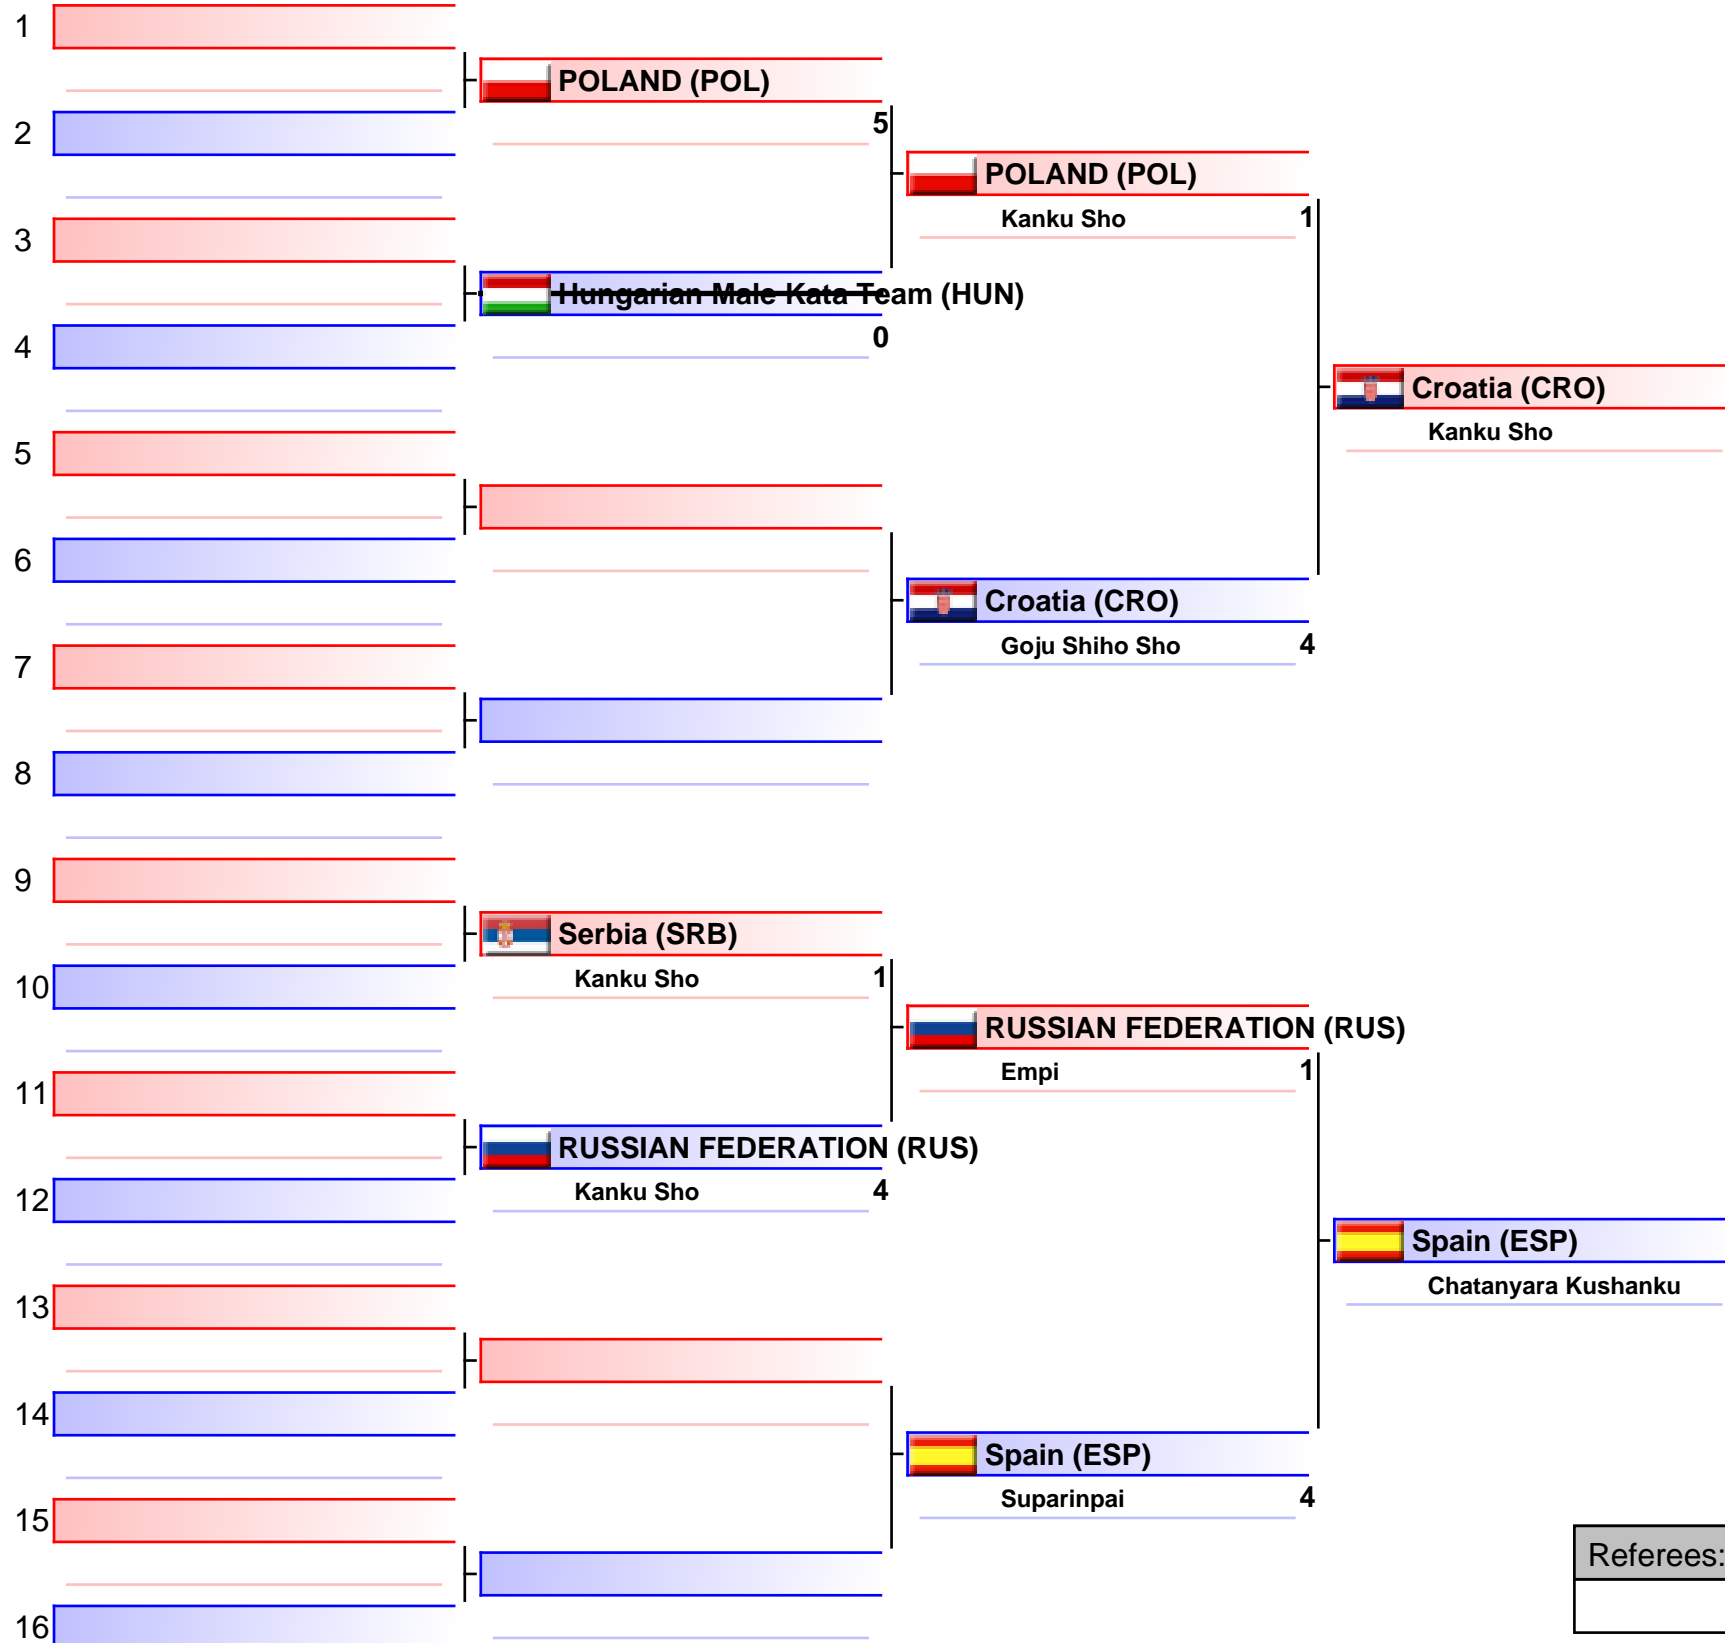 1
POLAND (POL)
2
5
POLAND (POL)
Kanku Sho
1
3
Hungarian Male Kata Team (HUN)
4
0
Croatia (CRO)
Kanku Sho
5
6
Croatia (CRO)
Goju Shiho Sho
4
7
8
9
Serbia (SRB)
Kanku Sho
1
10
RUSSIAN FEDERATION (RUS)
Empi
1
11
RUSSIAN FEDERATION (RUS)
Kanku Sho
4
12
Spain (ESP)
Chatanyara Kushanku
13
14
Spain (ESP)
Suparinpai
4
15
Referees:
16